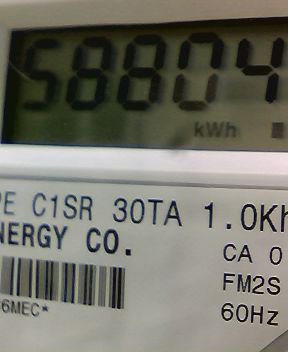 58804
kWh
PE C1SR 30TA 1.0Kh
NERGY CO.
CA 0
FM2S
6MEC*
60Hz